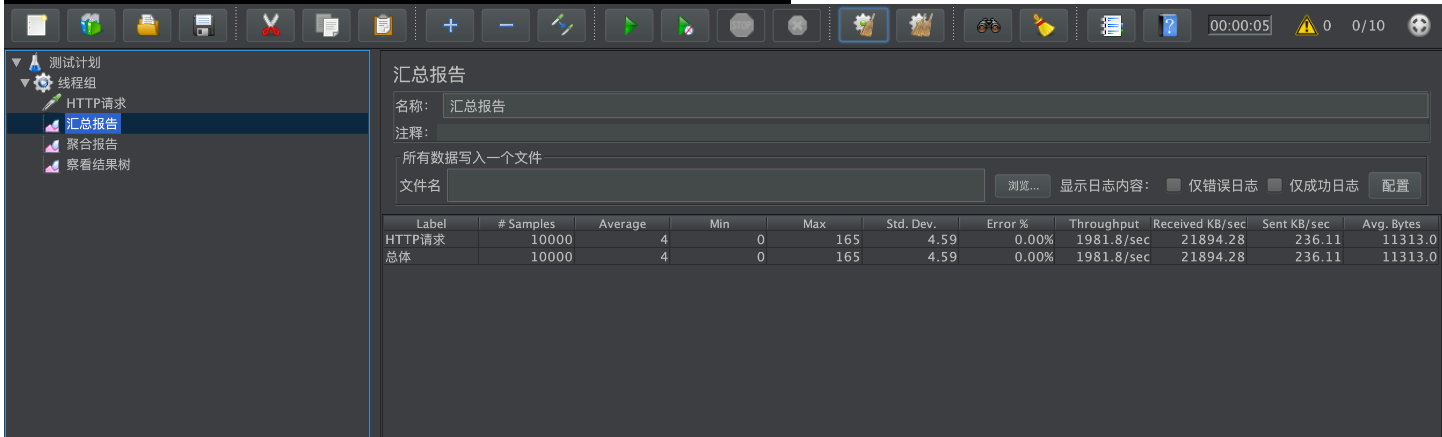 00:00:05 0 0/10
测试计划
线程组
HTTP请求
汇总报告
聚合报告
察看结果树
汇总报告
名称： 汇总报告
注释：
所有数据写入一个文件
文件名 浏览... 显示日志内容： 仅错误日志 仅成功日志 配置
Label # Samples Average Min Max Std. Dev. Error % Throughput Received KB/sec Sent KB/sec Avg. Bytes
HTTP请求 10000 4 0 165 4.59 0.00% 1981.8/sec 21894.28 236.11 11313.0
总体 10000 4 0 165 4.59 0.00% 1981.8/sec 21894.28 236.11 11313.0